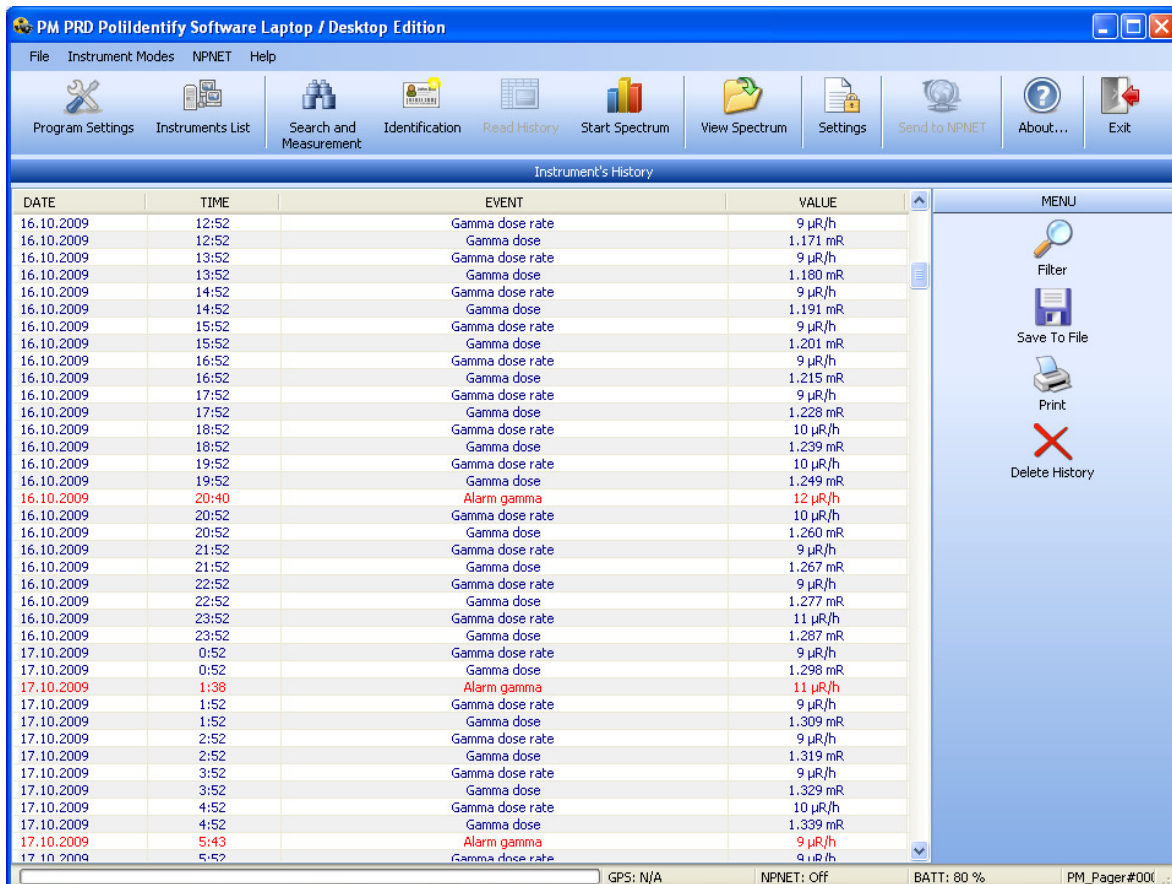 PM PRD PoliIdentify Software Laptop / Desktop Edition
File Instrument Modes NPNET Help
Program Settings Instruments List Search and Measurement Identification Read History Start Spectrum View Spectrum Settings Send to NPNET About... Exit
Instrument's History
DATE TIME EVENT VALUE MENU
16.10.2009 12:52 Gamma dose rate 9 µR/h
16.10.2009 12:52 Gamma dose 1.171 mR
16.10.2009 13:52 Gamma dose rate 9 µR/h
16.10.2009 13:52 Gamma dose 1.180 mR
16.10.2009 14:52 Gamma dose rate 9 µR/h
16.10.2009 14:52 Gamma dose 1.191 mR
16.10.2009 15:52 Gamma dose rate 9 µR/h
16.10.2009 15:52 Gamma dose 1.201 mR
16.10.2009 16:52 Gamma dose rate 9 µR/h
16.10.2009 16:52 Gamma dose 1.215 mR
16.10.2009 17:52 Gamma dose rate 9 µR/h
16.10.2009 17:52 Gamma dose 1.228 mR
16.10.2009 18:52 Gamma dose rate 10 µR/h
16.10.2009 18:52 Gamma dose 1.239 mR
16.10.2009 19:52 Gamma dose rate 10 µR/h
16.10.2009 19:52 Gamma dose 1.249 mR
16.10.2009 20:40 Alarm gamma 12 µR/h
16.10.2009 20:52 Gamma dose rate 10 µR/h
16.10.2009 20:52 Gamma dose 1.260 mR
16.10.2009 21:52 Gamma dose rate 9 µR/h
16.10.2009 21:52 Gamma dose 1.267 mR
16.10.2009 22:52 Gamma dose rate 9 µR/h
16.10.2009 22:52 Gamma dose 1.277 mR
16.10.2009 23:52 Gamma dose rate 11 µR/h
16.10.2009 23:52 Gamma dose 1.287 mR
17.10.2009 0:52 Gamma dose rate 9 µR/h
17.10.2009 0:52 Gamma dose 1.298 mR
17.10.2009 1:38 Alarm gamma 11 µR/h
17.10.2009 1:52 Gamma dose rate 9 µR/h
17.10.2009 1:52 Gamma dose 1.309 mR
17.10.2009 2:52 Gamma dose rate 9 µR/h
17.10.2009 2:52 Gamma dose 1.319 mR
17.10.2009 3:52 Gamma dose rate 9 µR/h
17.10.2009 3:52 Gamma dose 1.329 mR
17.10.2009 4:52 Gamma dose rate 10 µR/h
17.10.2009 4:52 Gamma dose 1.339 mR
17.10.2009 5:43 Alarm gamma 9 µR/h
17.10.2009 5:52 Gamma dose rate 9 µR/h
Filter
Save To File
Print
Delete History
GPS: N/A NPNET: Off BATT: 80 % PM_Pager#00